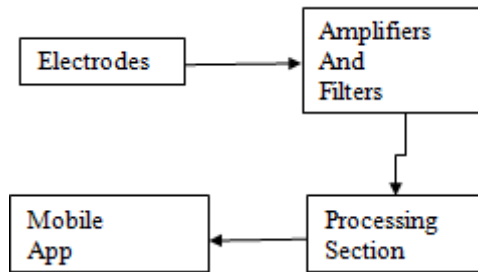 Electrodes
Amplifiers
And
Filters
Processing
Section
Mobile
App